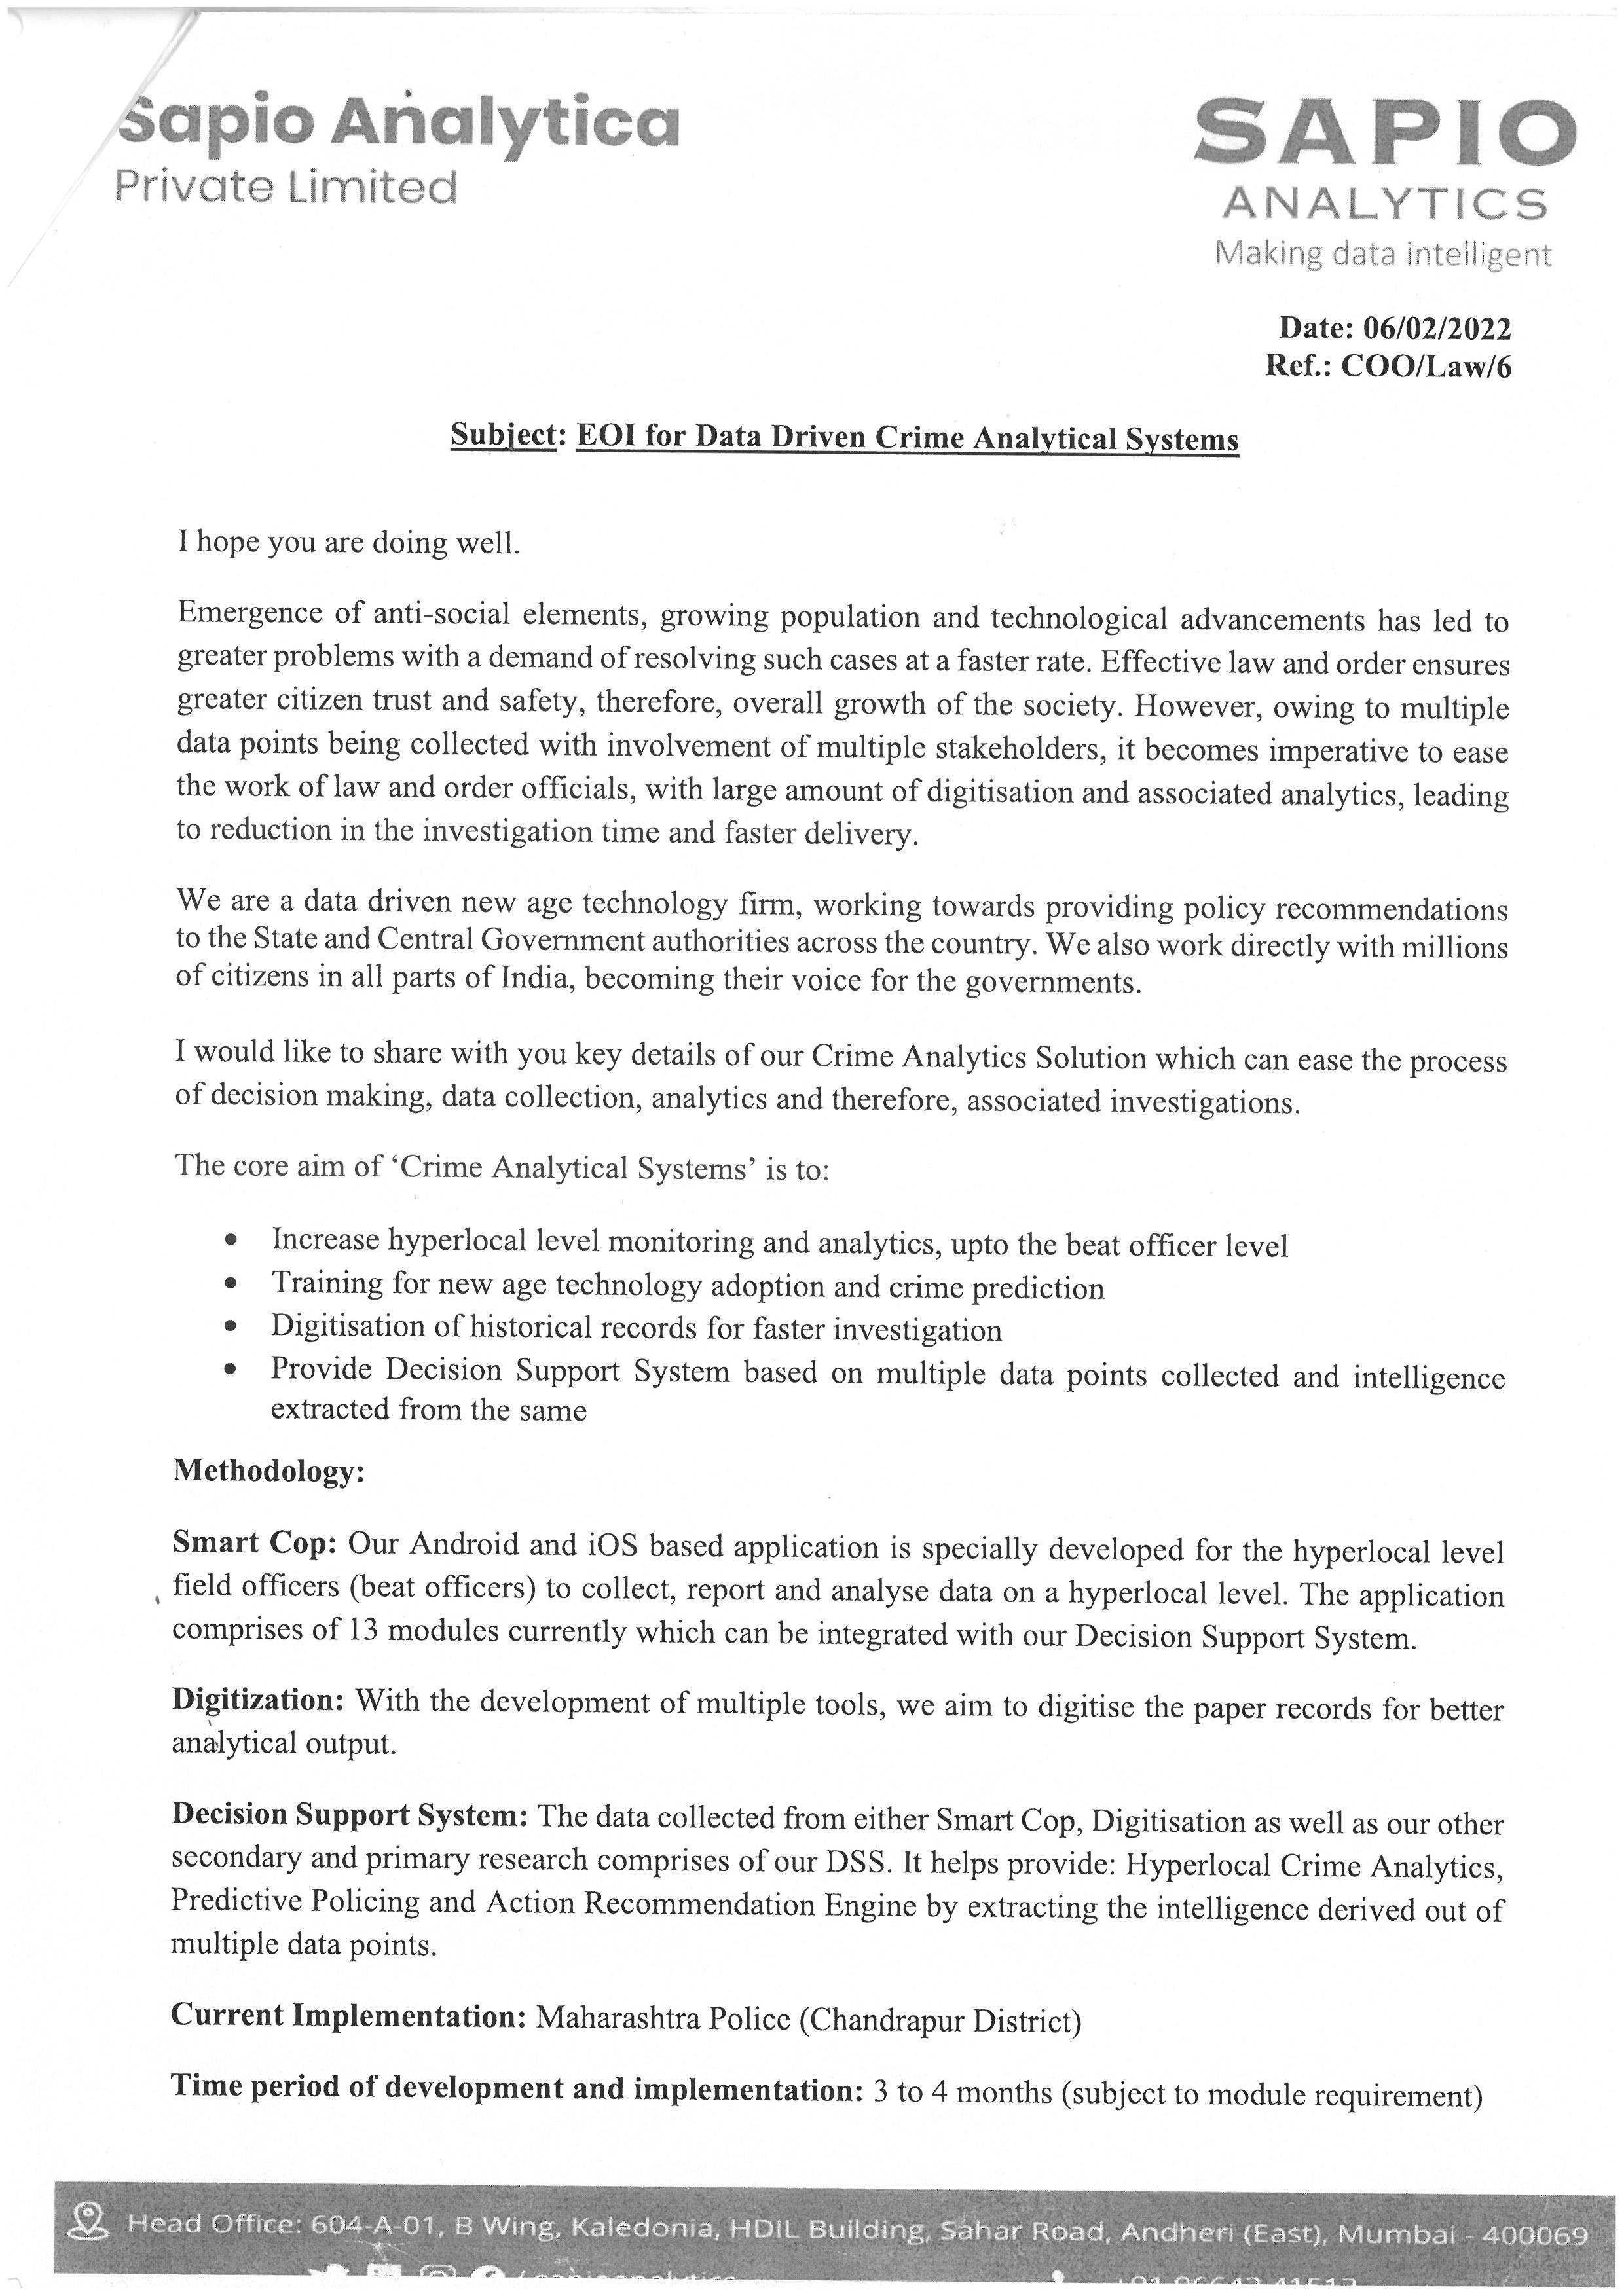 Sapio Analytica
Private Limited
SAPIO
ANALYTICS
Making data intelligent
Date: 06/02/2022
Ref.: COO/Law/6
Subject: EOI for Data Driven Crime Analytical Systems
I hope you are doing well.
Emergence of anti-social elements, growing population and technological advancements has led to
greater problems with a demand of resolving such cases at a faster rate. Effective law and order ensures
greater citizen trust and safety, therefore, overall growth of the society. However, owing to multiple
data points being collected with involvement of multiple stakeholders, it becomes imperative to ease
the work of law and order officials, with large amount of digitisation and associated analytics, leading
to reduction in the investigation time and faster delivery.
We are a data driven new age technology firm, working towards providing policy recommendations
to the State and Central Government authorities across the country. We also work directly with millions
of citizens in all parts of India, becoming their voice for the governments.
I would like to share with you key details of our Crime Analytics Solution which can ease the process
of decision making, data collection, analytics and therefore, associated investigations.
The core aim of ‘Crime Analytical Systems’ is to:
• Increase hyperlocal level monitoring and analytics, upto the beat officer level
• Training for new age technology adoption and crime prediction
• Digitisation of historical records for faster investigation
• Provide Decision Support System based on multiple data points collected and intelligence
extracted from the same
Methodology:
Smart Cop: Our Android and iOS based application is specially developed for the hyperlocal level
field officers (beat officers) to collect, report and analyse data on a hyperlocal level. The application
comprises of 13 modules currently which can be integrated with our Decision Support System.
Digitization: With the development of multiple tools, we aim to digitise the paper records for better
analytical output.
Decision Support System: The data collected from either Smart Cop, Digitisation as well as our other
secondary and primary research comprises of our DSS. It helps provide: Hyperlocal Crime Analytics,
Predictive Policing and Action Recommendation Engine by extracting the intelligence derived out of
multiple data points.
Current Implementation: Maharashtra Police (Chandrapur District)
Time period of development and implementation: 3 to 4 months (subject to module requirement)
Head Office: 604-A-01, B Wing, Kaledonia, HDIL Building, Sahar Road, Andheri (East), Mumbai - 400069